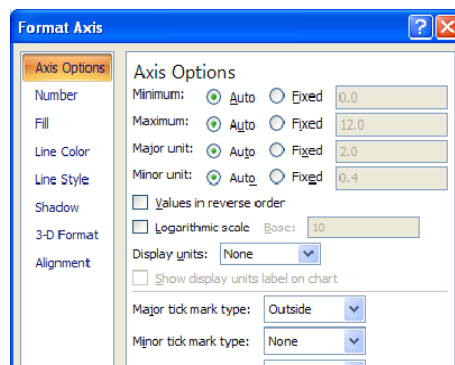 Format Axis
Axis Options
Number
Fill
Line Color
Line Style
Shadow
3-D Format
Alignment
Axis Options
Minimum: Auto Fixed 0.0
Maximum: Auto Fixed 12.0
Major unit: Auto Fixed 2.0
Minor unit: Auto Fixed 0.4
Values in reverse order
Logarithmic scale Base: 10
Display units: None
Show display units label on chart
Major tick mark type: Outside
Minor tick mark type: None